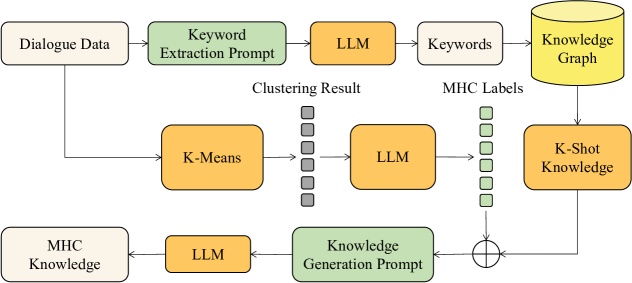 Dialogue Data
Keyword
Extraction Prompt
LLM
Keywords
Knowledge
Graph
Clustering Result
MHC Labels
K-Means
LLM
K-Shot
Knowledge
MHC
Knowledge
LLM
Knowledge
Generation Prompt